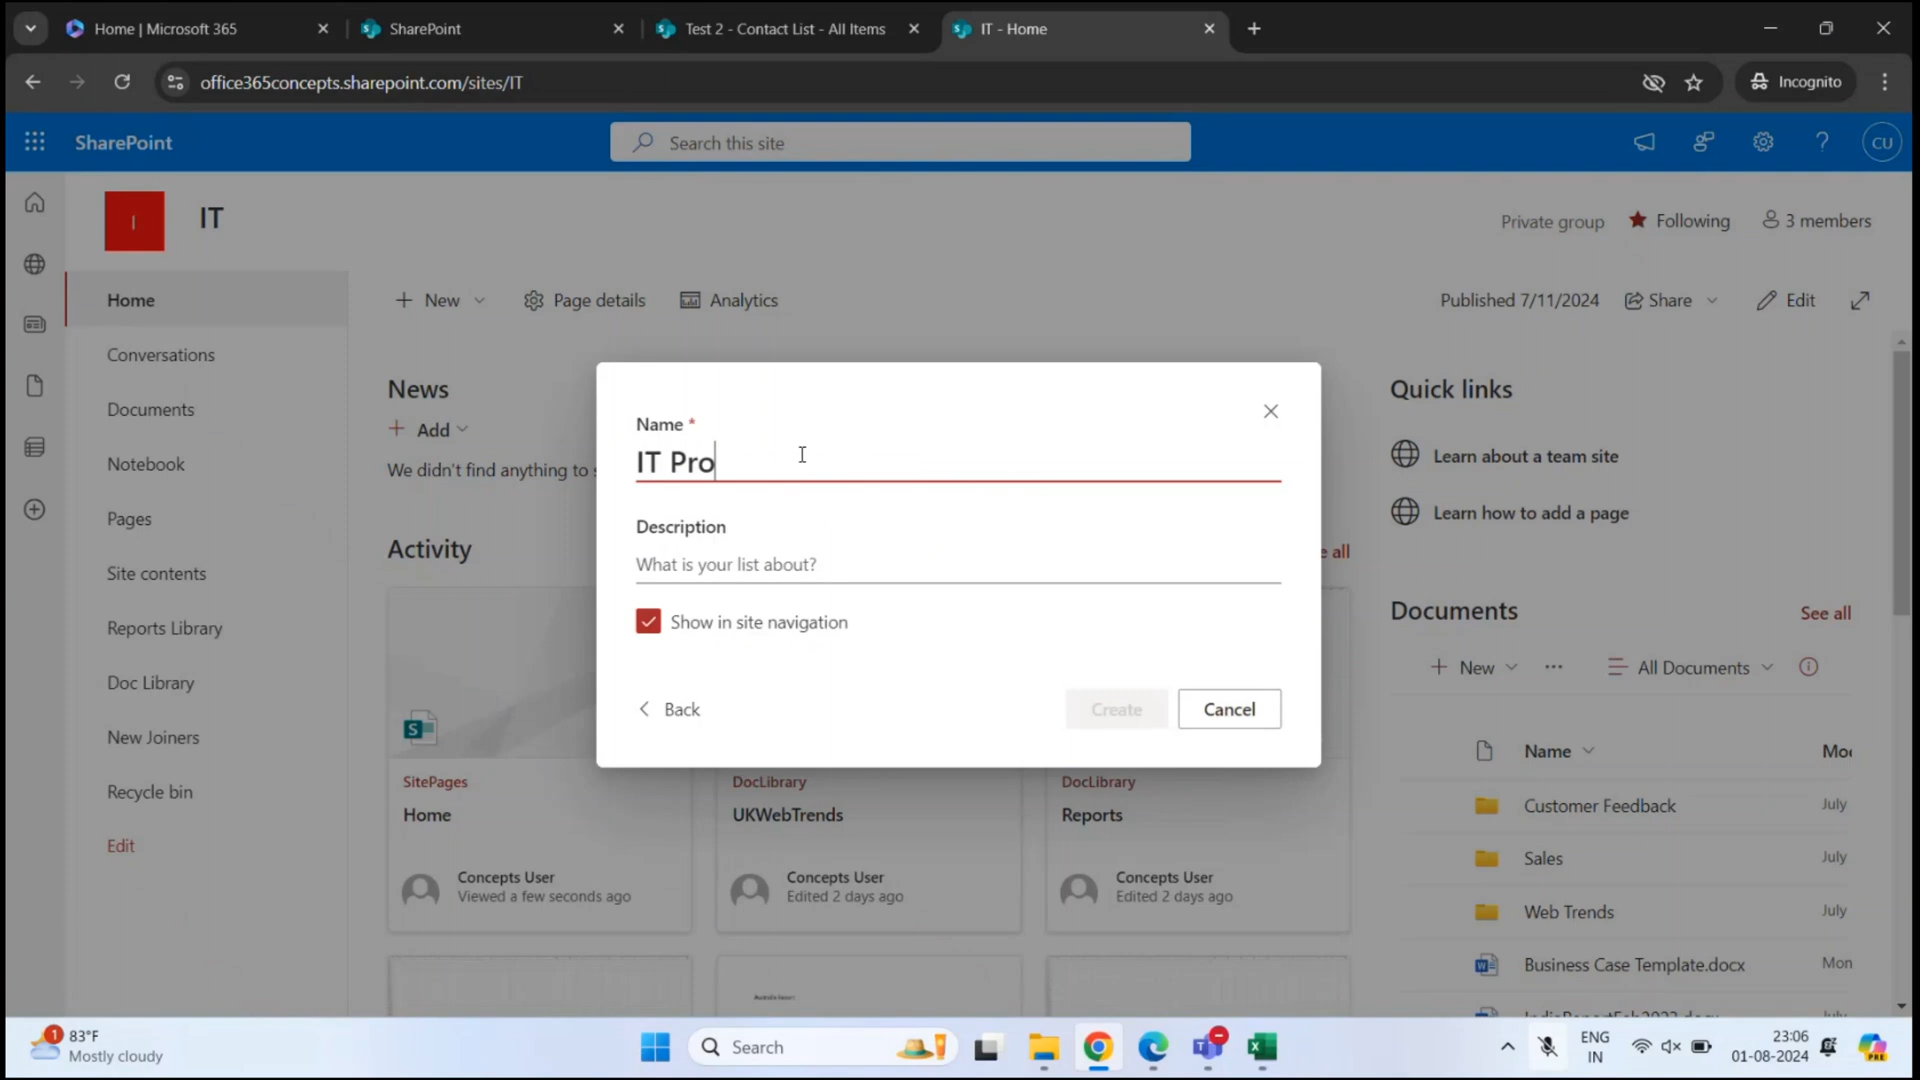 Home | Microsoft 365
SharePoint
Test 2 - Contact List - All Items
IT - Home
office365concepts.sharepoint.com/sites/IT
Incognito
SharePoint
Search this site
CU
I
IT
Private group
Following
3 members
Home
New
Page details
Analytics
Published 7/11/2024
Share
Edit
Conversations
Documents
Notebook
Pages
Site contents
Reports Library
Doc Library
New Joiners
Recycle bin
Edit
News
Add
We didn't find anything to s
Activity
e all
Name *
IT Pro
Description
What is your list about?
Show in site navigation
Back
Create
Cancel
SitePages
Home
Concepts User
Viewed a few seconds ago
DocLibrary
UKWebTrends
Concepts User
Edited 2 days ago
DocLibrary
Reports
Concepts User
Edited 2 days ago
Quick links
Learn about a team site
Learn how to add a page
Documents
See all
New
All Documents
Name
Mod
Customer Feedback
July
Sales
July
Web Trends
July
Business Case Template.docx
Mon
1
83°F
Mostly cloudy
Search
ENG
IN
23:06
01-08-2024
PRE